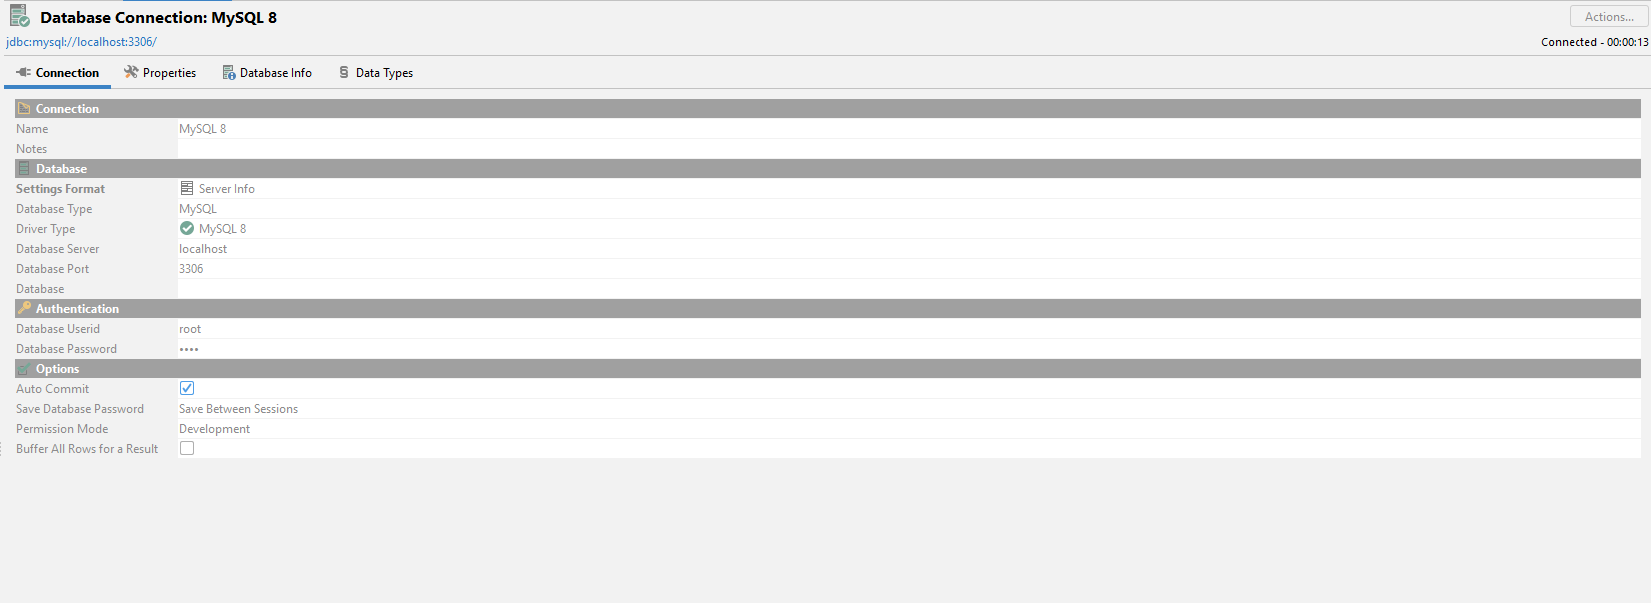 Database Connection: MySQL 8
Actions...
jdbc:mysql://localhost:3306/
Connected - 00:00:13
Connection Properties Database Info Data Types
Connection
Name MySQL 8
Notes
Database
Settings Format Server Info
Database Type MySQL
Driver Type MySQL 8
Database Server localhost
Database Port 3306
Database
Authentication
Database Userid root
Database Password ••••
Options
Auto Commit
Save Database Password Save Between Sessions
Permission Mode Development
Buffer All Rows for a Result